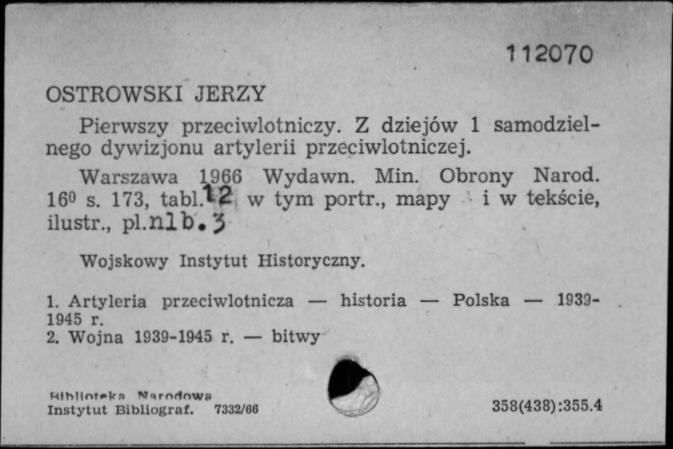 112070
OSTROWSKI JERZY
Pierwszy przeciwlotniczy. Z dziejów 1 samodziel-
nego dywizjonu artylerii przeciwlotniczej.
Warszawa 1966 Wydawn. Min. Obrony Narod.
16⁰ s. 173, tabl. 12 w tym portr., mapy i w tekście,
ilustr., pl. nlb. 3
Wojskowy Instytut Historyczny.
1. Artyleria przeciwlotnicza — historia — Polska — 1939-
1945 r.
2. Wojna 1939-1945 r. — bitwy
Biblioteka Narodowa
Instytut Bibliograf. 7332/66
358(438):355.4